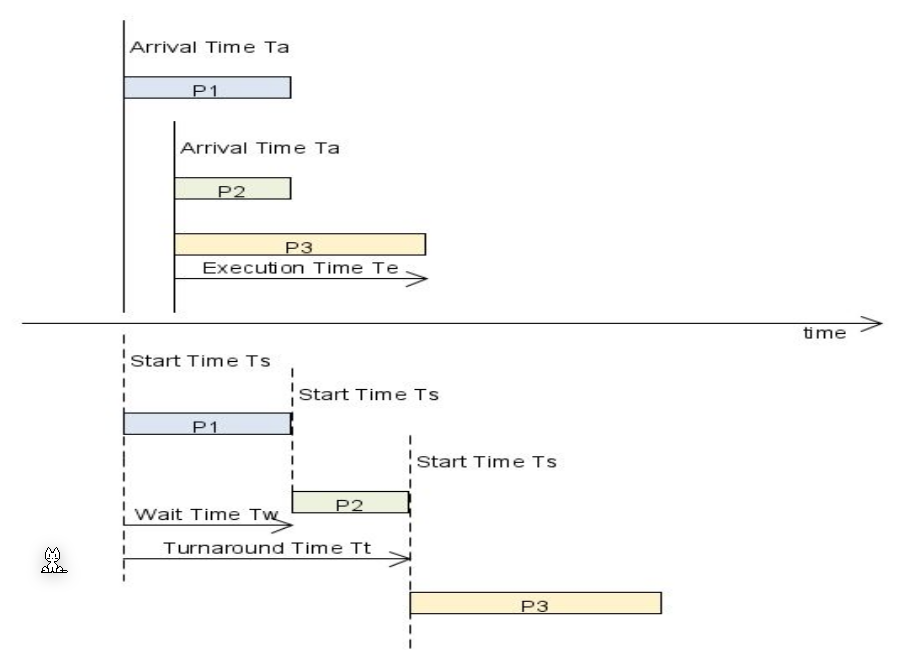 Arrival Time Ta
P1
Arrival Time Ta
P2
P3
Execution Time Te
time
Start Time Ts
Start Time Ts
P1
Start Time Ts
P2
Wait Time Tw
Turnaround Time Tt
P3